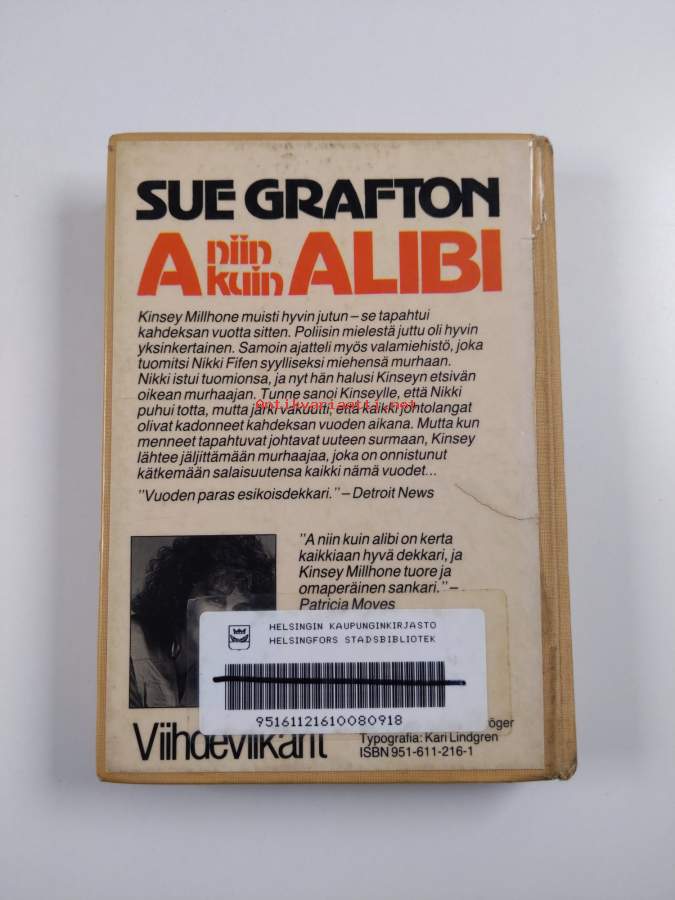 SUE GRAFTON
A niin kuin ALIBI
Kinsey Millhone muisti hyvin jutun – se tapahtui
kahdeksan vuotta sitten. Poliisin mielestä juttu oli hyvin
yksinkertainen. Samoin ajatteli myös valamiehistö, joka
tuomitsi Nikki Fifen syylliseksi miehensä murhaan.
Nikki istui tuomionsa, ja nyt hän halusi Kinseyn etsivän
oikean murhaajan. Tunne sanoi Kinseylle, että Nikki
puhui totta, mutta järki vakuutti, että kaikki johtolangat
olivat kadonneet kahdeksan vuoden aikana. Mutta kun
menneet tapahtuvat johtavat uuteen surmaan, Kinsey
lähtee jäljittämään murhaajaa, joka on onnistunut
kätkemään salaisuutensa kaikki nämä vuodet...
"Vuoden paras esikoisdekkari." – Detroit News
"A niin kuin alibi on kerta
kaikkiaan hyvä dekkari, ja
Kinsey Millhone tuore ja
omaperäinen sankari." –
Patricia Moyes
HELSINGIN KAUPUNGINKIRJASTO
HELSINGFORS STADSBIBLIOTEK
95161121610080918
Viihdeviikarit
öger
Typografia: Kari Lindgren
ISBN 951-611-216-1
Antikvariaatti.net